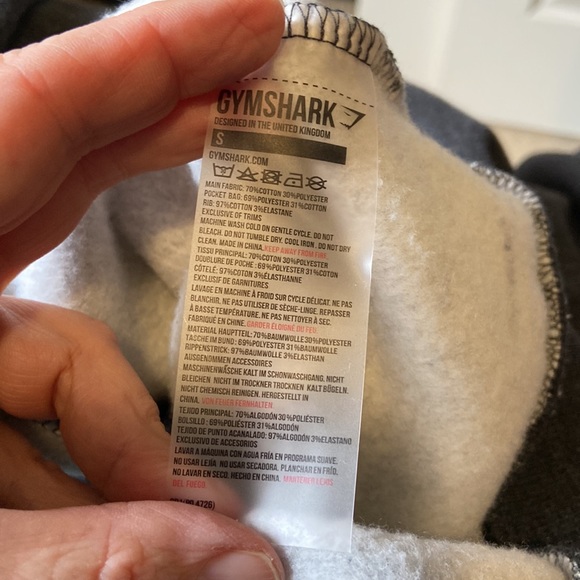 GYMSHARK
DESIGNED IN THE UNITED KINGDOM
S
GYMSHARK.COM
MAIN FABRIC: 70%COTTON 30%POLYESTER
POCKET BAG: 69%POLYESTER 31%COTTON
RIB: 97%COTTON 3%ELASTANE
EXCLUSIVE OF TRIMS
MACHINE WASH COLD ON GENTLE CYCLE. DO NOT
BLEACH. DO NOT TUMBLE DRY. COOL IRON. DO NOT DRY
CLEAN. MADE IN CHINA. KEEP AWAY FROM FIRE.
TISSU PRINCIPAL: 70%COTON 30%POLYESTER
DOUBLURE DE POCHE : 69%POLYESTER 31%COTON
CÔTELÉ: 97%COTON 3%ÉLASTHANNE
EXCLUSIF DE GARNITURES
LAVAGE EN MACHINE À FROID SUR CYCLE DÉLICAT. NE PAS
BLANCHIR. NE PAS UTILISER DE SÈCHE-LINGE. REPASSER
À BASSE TEMPÉRATURE. NE PAS NETTOYER À SEC.
FABRIQUÉ EN CHINE. GARDER ÉLOIGNÉ DU FEU
MATERIAL HAUPTTEIL: 70%BAUMWOLLE 30%POLYESTER
TASCHE IM BUND : 69%POLYESTER 31%BAUMWOLLE
RIPPENSTRICK: 97%BAUMWOLLE 3%ELASTHAN
AUSGENOMMEN ACCESSOIRES
MASCHINENWÄSCHE KALT IM SCHONWASCHGANG. NICHT
BLEICHEN. NICHT IM TROCKNER TROCKNEN. KALT BÜGELN.
NICHT CHEMISCH REINIGEN. HERGESTELLT IN
CHINA. VON FEUER FERNHALTEN
TEJIDO PRINCIPAL: 70%ALGODÓN 30%POLIÉSTER
BOLSILLO : 69%POLIÉSTER 31%ALGODÓN
TEJIDO DE PUNTO ACANALADO: 97%ALGODÓN 3%ELASTANO
EXCLUSIVO DE ACCESORIOS
LAVAR A MÁQUINA CON AGUA FRÍA EN PROGRAMA SUAVE.
NO USAR LEJÍA. NO USAR SECADORA. PLANCHAR EN FRÍO.
NO LAVAR EN SECO. HECHO EN CHINA. MANTENER LEJOS
DEL FUEGO.
4726)